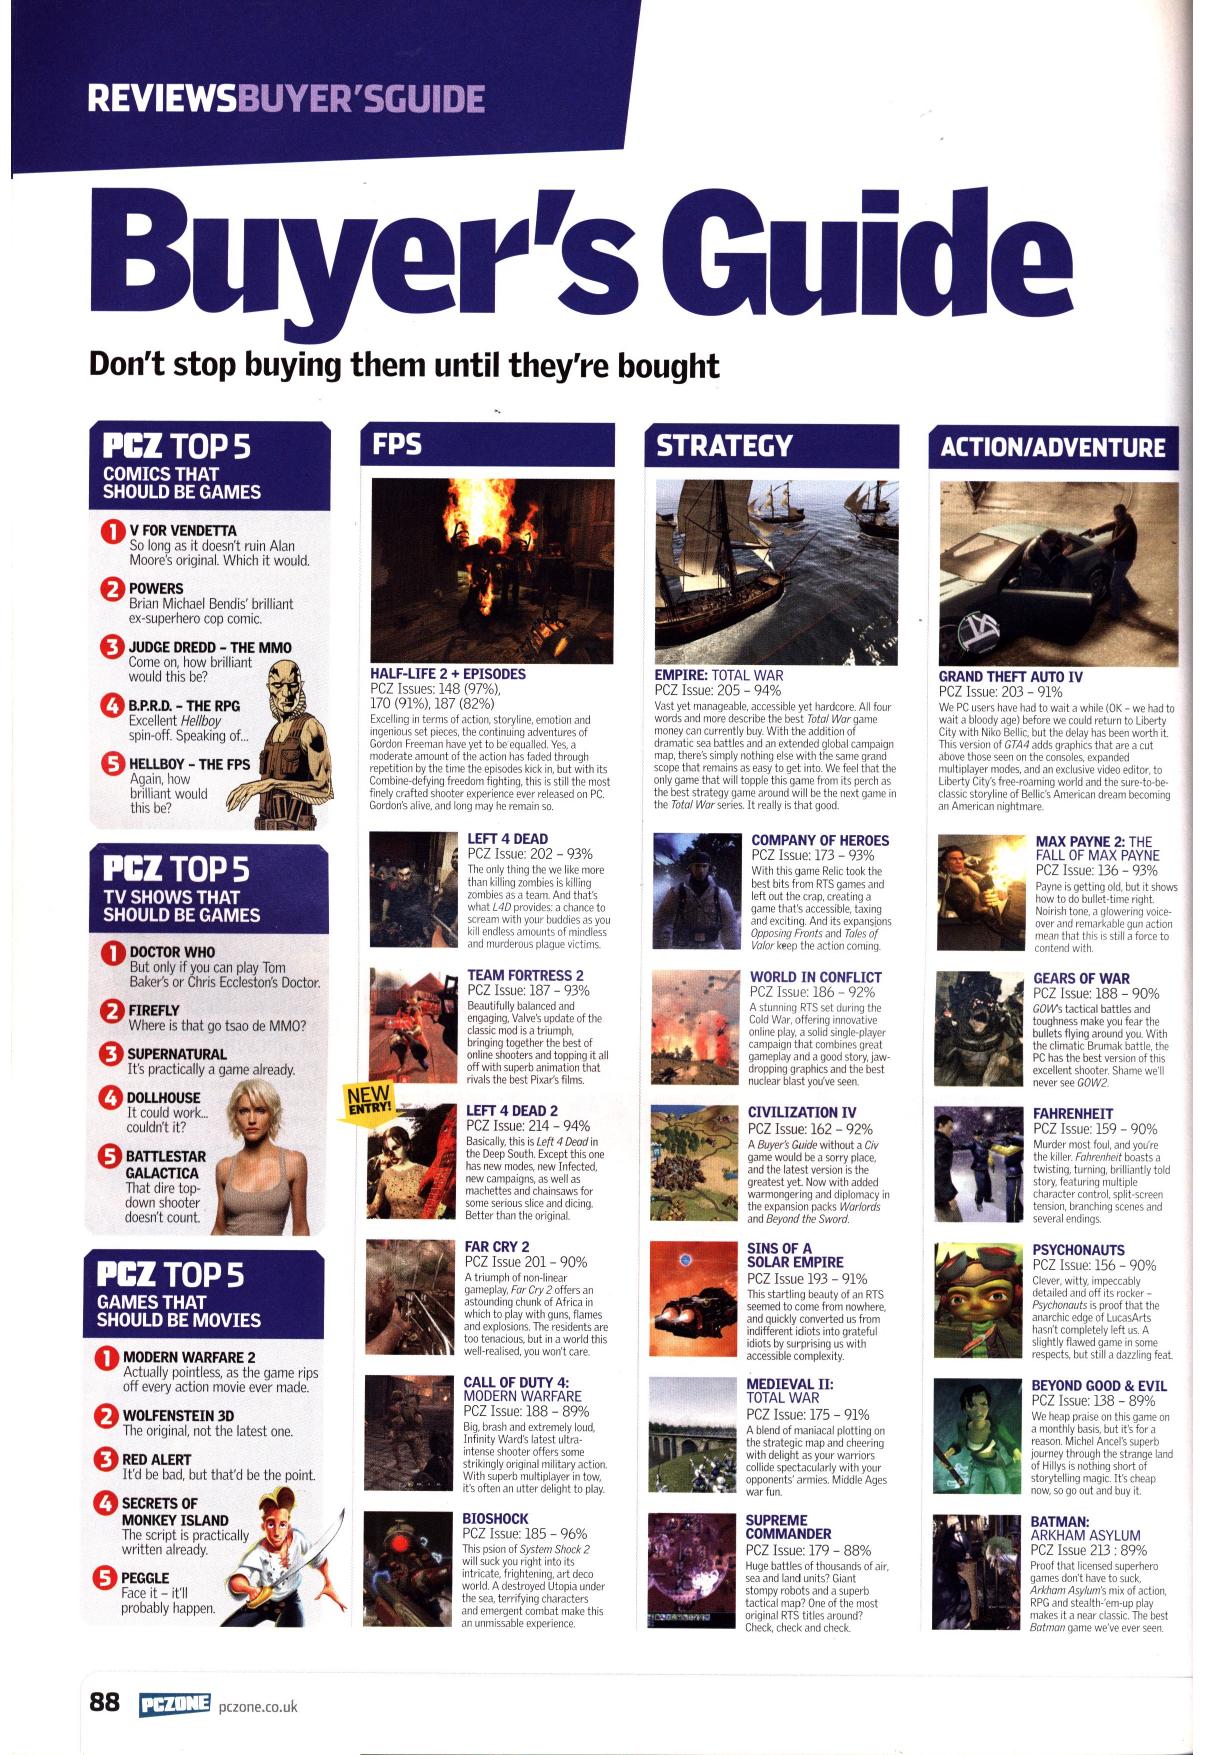 REVIEWSBUYER'SGUIDE
Buyer's Guide
Don't stop buying them until they're bought
PCZ TOP 5
COMICS THAT
SHOULD BE GAMES
1 V FOR VENDETTA
So long as it doesn't ruin Alan
Moore's original. Which it would.
2 POWERS
Brian Michael Bendis' brilliant
ex-superhero cop comic.
3 JUDGE DREDD – THE MMO
Come on, how brilliant
would this be?
4 B.P.R.D. – THE RPG
Excellent Hellboy
spin-off. Speaking of...
5 HELLBOY – THE FPS
Again, how
brilliant would
this be?
PCZ TOP 5
TV SHOWS THAT
SHOULD BE GAMES
1 DOCTOR WHO
But only if you can play Tom
Baker's or Chris Eccleston's Doctor.
2 FIREFLY
Where is that go tsao de MMO?
3 SUPERNATURAL
It's practically a game already.
4 DOLLHOUSE
It could work...
couldn't it?
5 BATTLESTAR
GALACTICA
That dire top-
down shooter
doesn't count.
PCZ TOP 5
GAMES THAT
SHOULD BE MOVIES
1 MODERN WARFARE 2
Actually pointless, as the game rips
off every action movie ever made.
2 WOLFENSTEIN 3D
The original, not the latest one.
3 RED ALERT
It'd be bad, but that'd be the point.
4 SECRETS OF
MONKEY ISLAND
The script is practically
written already.
5 PEGGLE
Face it – it'll
probably happen.
FPS
HALF-LIFE 2 + EPISODES
PCZ Issues: 148 (97%),
170 (91%), 187 (82%)
Excelling in terms of action, storyline, emotion and
ingenious set pieces, the continuing adventures of
Gordon Freeman have yet to be equalled. Yes, a
moderate amount of the action has faded through
repetition by the time the episodes kick in, but with its
Combine-defying freedom fighting, this is still the most
finely crafted shooter experience ever released on PC.
Gordon's alive, and long may he remain so.
LEFT 4 DEAD
PCZ Issue: 202 – 93%
The only thing the we like more
than killing zombies is killing
zombies as a team. And that's
what L4D provides: a chance to
scream with your buddies as you
kill endless amounts of mindless
and murderous plague victims.
TEAM FORTRESS 2
PCZ Issue: 187 – 93%
Beautifully balanced and
engaging, Valve's update of the
classic mod is a triumph,
bringing together the best of
online shooters and topping it all
off with superb animation that
rivals the best Pixar's films.
NEW
ENTRY!
LEFT 4 DEAD 2
PCZ Issue: 214 – 94%
Basically, this is Left 4 Dead in
the Deep South. Except this one
has new modes, new Infected,
new campaigns, as well as
machettes and chainsaws for
some serious slice and dicing.
Better than the original.
FAR CRY 2
PCZ Issue 201 – 90%
A triumph of non-linear
gameplay, Far Cry 2 offers an
astounding chunk of Africa in
which to play with guns, flames
and explosions. The residents are
too tenacious, but in a world this
well-realised, you won't care.
CALL OF DUTY 4:
MODERN WARFARE
PCZ Issue: 188 – 89%
Big, brash and extremely loud,
Infinity Ward's latest ultra-
intense shooter offers some
strikingly original military action.
With superb multiplayer in tow,
it's often an utter delight to play.
BIOSHOCK
PCZ Issue: 185 – 96%
This psion of System Shock 2
will suck you right into its
intricate, frightening, art deco
world. A destroyed Utopia under
the sea, terrifying characters
and emergent combat make this
an unmissable experience.
STRATEGY
EMPIRE: TOTAL WAR
PCZ Issue: 205 – 94%
Vast yet manageable, accessible yet hardcore. All four
words and more describe the best Total War game
money can currently buy. With the addition of
dramatic sea battles and an extended global campaign
map, there's simply nothing else with the same grand
scope that remains as easy to get into. We feel that the
only game that will topple this game from its perch as
the best strategy game around will be the next game in
the Total War series. It really is that good.
COMPANY OF HEROES
PCZ Issue: 173 – 93%
With this game Relic took the
best bits from RTS games and
left out the crap, creating a
game that's accessible, taxing
and exciting. And its expansions
Opposing Fronts and Tales of
Valor keep the action coming.
WORLD IN CONFLICT
PCZ Issue: 186 – 92%
A stunning RTS set during the
Cold War, offering innovative
online play, a solid single-player
campaign that combines great
gameplay and a good story, jaw-
dropping graphics and the best
nuclear blast you've seen.
CIVILIZATION IV
PCZ Issue: 162 – 92%
A Buyer's Guide without a Civ
game would be a sorry place,
and the latest version is the
greatest yet. Now with added
warmongering and diplomacy in
the expansion packs Warlords
and Beyond the Sword.
SINS OF A
SOLAR EMPIRE
PCZ Issue 193 – 91%
This startling beauty of an RTS
seemed to come from nowhere,
and quickly converted us from
indifferent idiots into grateful
idiots by surprising us with
accessible complexity.
MEDIEVAL II:
TOTAL WAR
PCZ Issue: 175 – 91%
A blend of maniacal plotting on
the strategic map and cheering
with delight as your warriors
collide spectacularly with your
opponents' armies. Middle Ages
war fun.
SUPREME
COMMANDER
PCZ Issue: 179 – 88%
Huge battles of thousands of air,
sea and land units? Giant
stompy robots and a superb
tactical map? One of the most
original RTS titles around?
Check, check and check.
ACTION/ADVENTURE
GRAND THEFT AUTO IV
PCZ Issue: 203 – 91%
We PC users have had to wait a while (OK – we had to
wait a bloody age) before we could return to Liberty
City with Niko Bellic, but the delay has been worth it.
This version of GTA4 adds graphics that are a cut
above those seen on the consoles, expanded
multiplayer modes, and an exclusive video editor, to
Liberty City's free-roaming world and the sure-to-be-
classic storyline of Bellic's American dream becoming
an American nightmare.
MAX PAYNE 2: THE
FALL OF MAX PAYNE
PCZ Issue: 136 – 93%
Payne is getting old, but it shows
how to do bullet-time right.
Noirish tone, a glowering voice-
over and remarkable gun action
mean that this is still a force to
contend with.
GEARS OF WAR
PCZ Issue: 188 – 90%
GOW's tactical battles and
toughness make you fear the
bullets flying around you. With
the climatic Brumak battle, the
PC has the best version of this
excellent shooter. Shame we'll
never see GOW2.
FAHRENHEIT
PCZ Issue: 159 – 90%
Murder most foul, and you're
the killer. Fahrenheit boasts a
twisting, turning, brilliantly told
story, featuring multiple
character control, split-screen
tension, branching scenes and
several endings.
PSYCHONAUTS
PCZ Issue: 156 – 90%
Clever, witty, impeccably
detailed and off its rocker –
Psychonauts is proof that the
anarchic edge of LucasArts
hasn't completely left us. A
slightly flawed game in some
respects, but still a dazzling feat.
BEYOND GOOD & EVIL
PCZ Issue: 138 – 89%
We heap praise on this game on
a monthly basis, but it's for a
reason. Michel Ancel's superb
journey through the strange land
of Hillys is nothing short of
storytelling magic. It's cheap
now, so go out and buy it.
BATMAN:
ARKHAM ASYLUM
PCZ Issue 213 : 89%
Proof that licensed superhero
games don't have to suck,
Arkham Asylum's mix of action,
RPG and stealth-'em-up play
makes it a near classic. The best
Batman game we've ever seen.
88 PCZONE pczone.co.uk